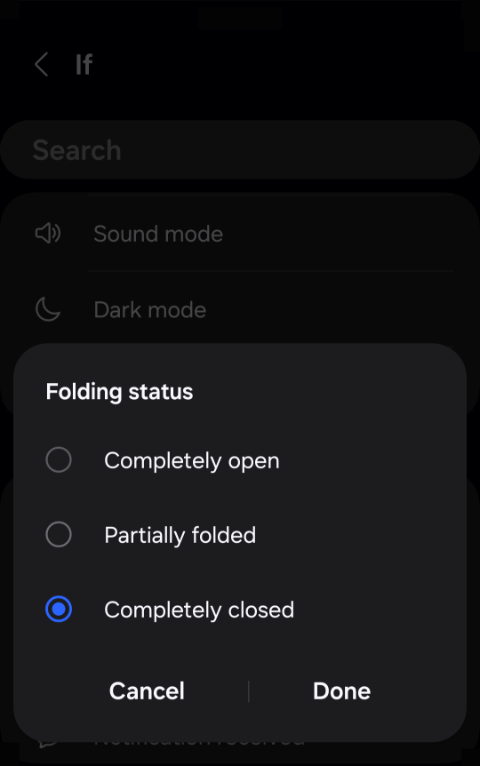 If
Search
Sound mode
Dark mode
Folding status
Completely open
Partially folded
Completely closed
Cancel
Done
Notification received